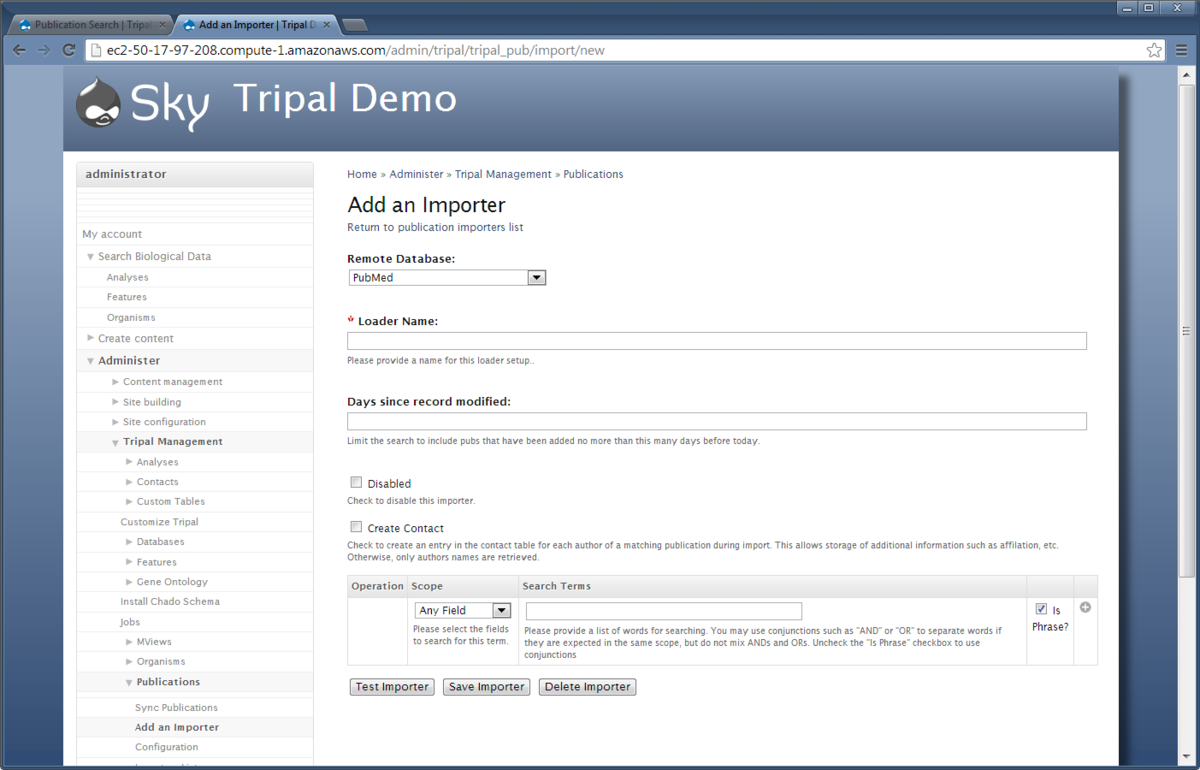 Publication Search | Tripal
Add an Importer | Tripal D
ec2-50-17-97-208.compute-1.amazonaws.com/admin/tripal/tripal_pub/import/new
Sky Tripal Demo
administrator
My account
Search Biological Data
Analyses
Features
Organisms
Create content
Administer
Content management
Site building
Site configuration
Tripal Management
Analyses
Contacts
Custom Tables
Customize Tripal
Databases
Features
Gene Ontology
Install Chado Schema
Jobs
MViews
Organisms
Publications
Sync Publications
Add an Importer
Configuration
Home » Administer » Tripal Management » Publications
Add an Importer
Return to publication importers list
Remote Database:
PubMed
* Loader Name:
Please provide a name for this loader setup..
Days since record modified:
Limit the search to include pubs that have been added no more than this many days before today.
Disabled
Check to disable this importer.
Create Contact
Check to create an entry in the contact table for each author of a matching publication during import. This allows storage of additional information such as affilation, etc.
Otherwise, only authors names are retrieved.
Operation Scope Search Terms
Any Field
Please select the fields
to search for this term.
Please provide a list of words for searching. You may use conjunctions such as "AND" or "OR" to separate words if
they are expected in the same scope, but do not mix ANDs and ORs. Uncheck the "Is Phrase" checkbox to use
conjunctions
Is
Phrase?
Test Importer Save Importer Delete Importer